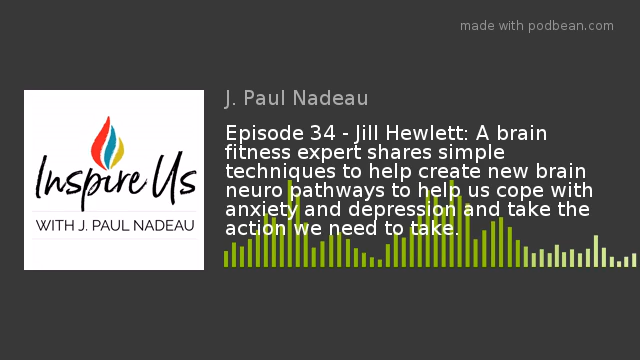 made with podbean.com
J. Paul Nadeau
Episode 34 - Jill Hewlett: A brain
fitness expert shares simple
techniques to help create new brain
neuro pathways to help us cope with
anxiety and depression and take the
action we need to take.
Inspire Us
WITH J. PAUL NADEAU